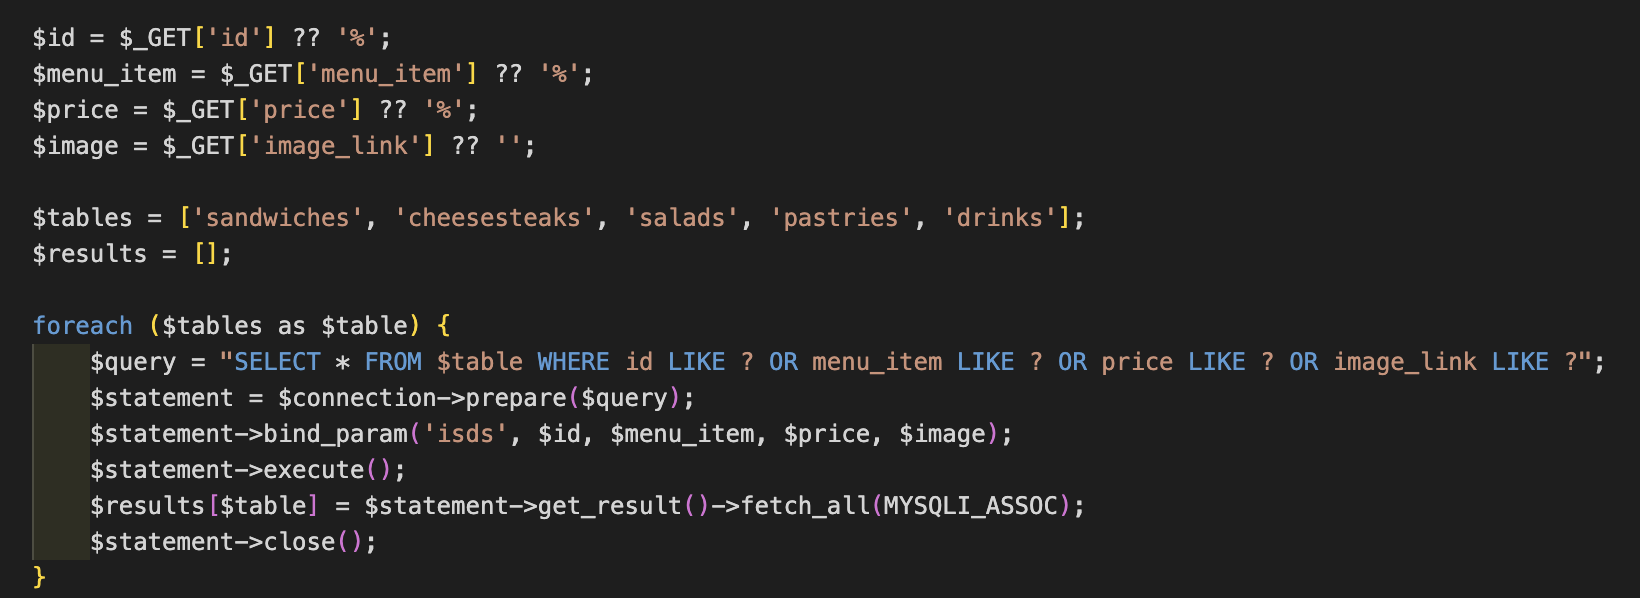 $id = $_GET['id'] ?? '%';
$menu_item = $_GET['menu_item'] ?? '%';
$price = $_GET['price'] ?? '%';
$image = $_GET['image_link'] ?? '';

$tables = ['sandwiches', 'cheesesteaks', 'salads', 'pastries', 'drinks'];
$results = [];

foreach ($tables as $table) {
    $query = "SELECT * FROM $table WHERE id LIKE ? OR menu_item LIKE ? OR price LIKE ? OR image_link LIKE ?";
    $statement = $connection->prepare($query);
    $statement->bind_param('isds', $id, $menu_item, $price, $image);
    $statement->execute();
    $results[$table] = $statement->get_result()->fetch_all(MYSQLI_ASSOC);
    $statement->close();
}